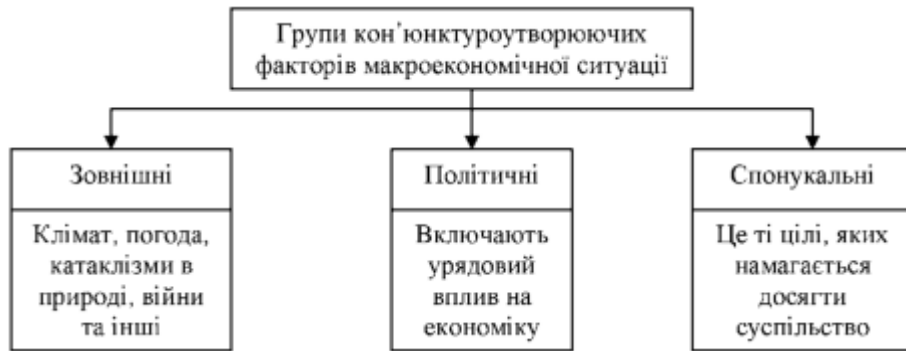 Групи кон’юнктуроутворюючих
факторів макроекономічної ситуації
Зовнішні
Клімат, погода,
катаклізми в
природі, війни
та інші
Політичні
Включають
урядовий
вплив на
економіку
Спонукальні
Це ті цілі, яких
намагається
досягти
суспільство